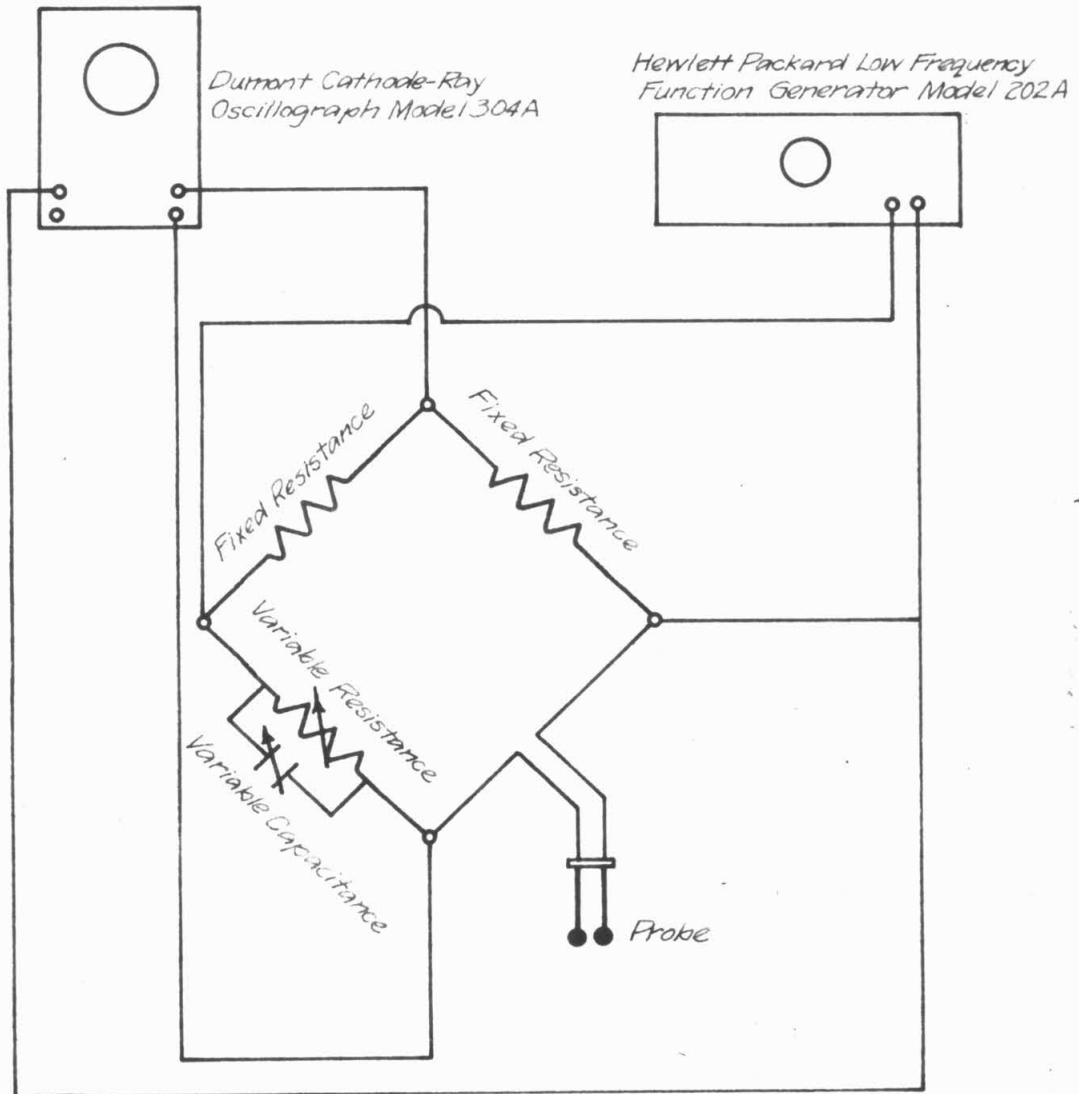 Dumont Cathode-Ray
Oscillograph Model 304A
Hewlett Packard Low Frequency
Function Generator Model 202A
Fixed Resistance
Fixed Resistance
Variable Resistance
Variable Capacitance
Probe